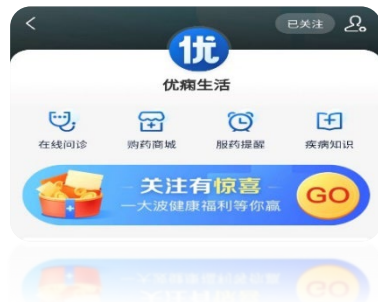 已关注
优
优痫生活
在线问诊 购药商城 服药提醒 疾病知识
关注有惊喜
一大波健康福利等你赢
GO